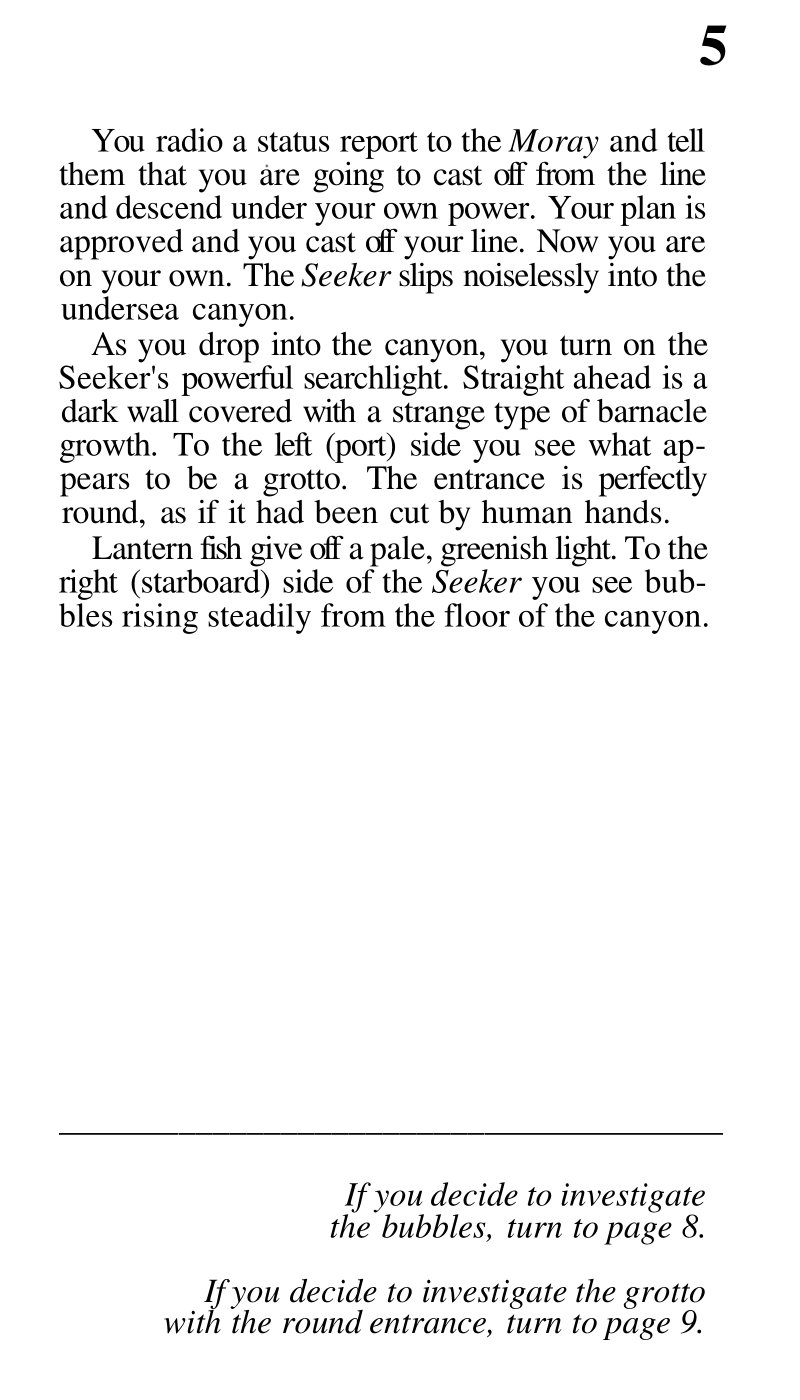 5
You radio a status report to the Moray and tell
them that you are going to cast off from the line
and descend under your own power. Your plan is
approved and you cast off your line. Now you are
on your own. The Seeker slips noiselessly into the
undersea canyon.
As you drop into the canyon, you turn on the
Seeker's powerful searchlight. Straight ahead is a
dark wall covered with a strange type of barnacle
growth. To the left (port) side you see what ap-
pears to be a grotto. The entrance is perfectly
round, as if it had been cut by human hands.
Lantern fish give off a pale, greenish light. To the
right (starboard) side of the Seeker you see bub-
bles rising steadily from the floor of the canyon.
If you decide to investigate
the bubbles, turn to page 8.
If you decide to investigate the grotto
with the round entrance, turn to page 9.